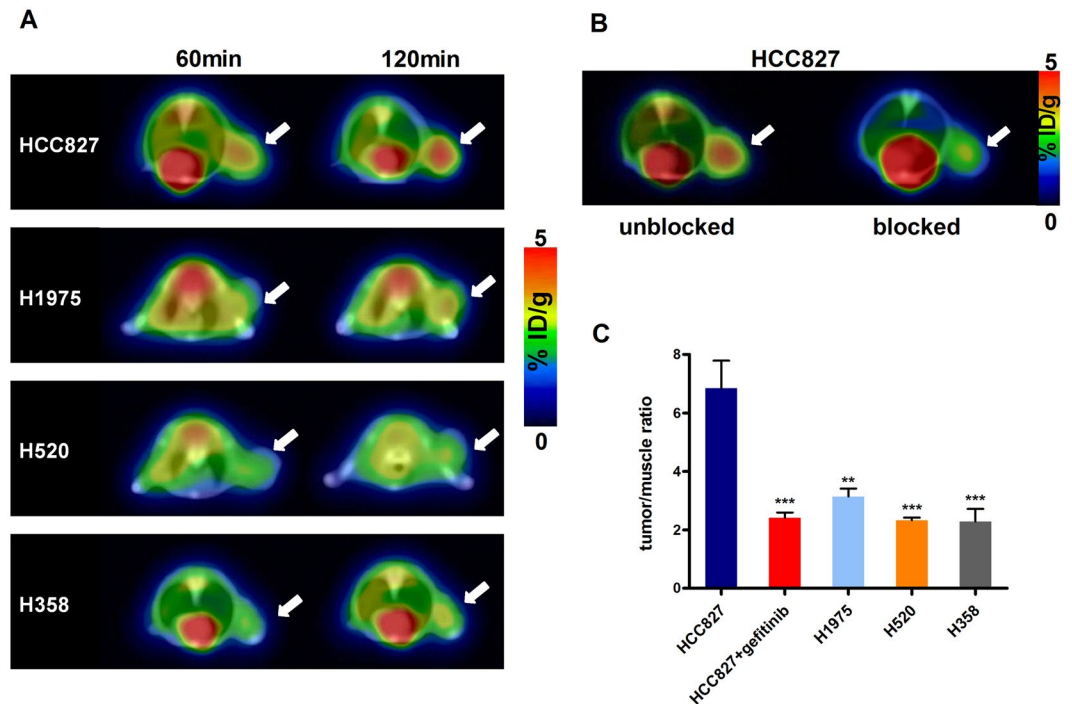 A
60min
120min
HCC827
H1975
H520
H358
5
% ID/g
0
B
HCC827
5
% ID/g
0
unblocked
blocked
C
tumor/muscle ratio
8
6
4
2
0
***
**
***
***
HCC827
HCC827+gefitinib
H1975
H520
H358